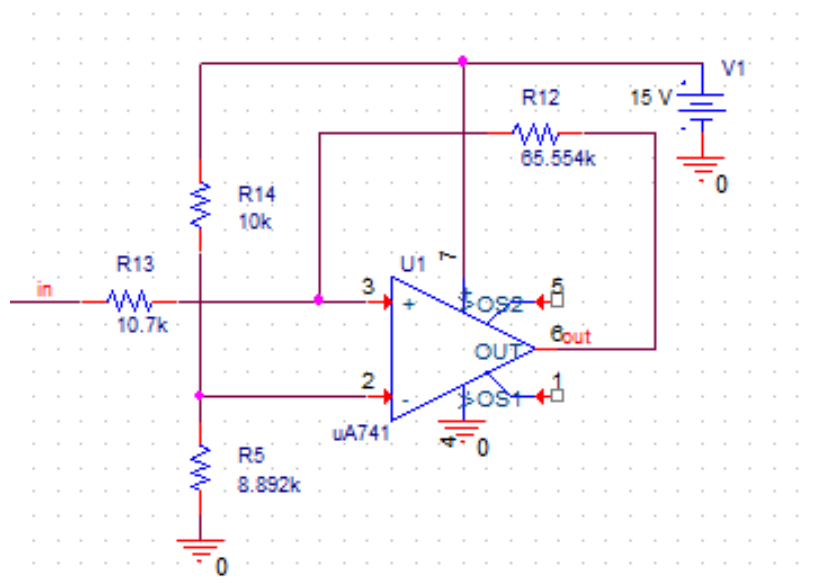 V1
15 V
0
R12
65.554k
R14
10k
R13
10.7k
in
U1
7
3
+
2
-
OS2
5
OUT
6
out
OS1
1
uA741
4
0
R5
8.892k
0